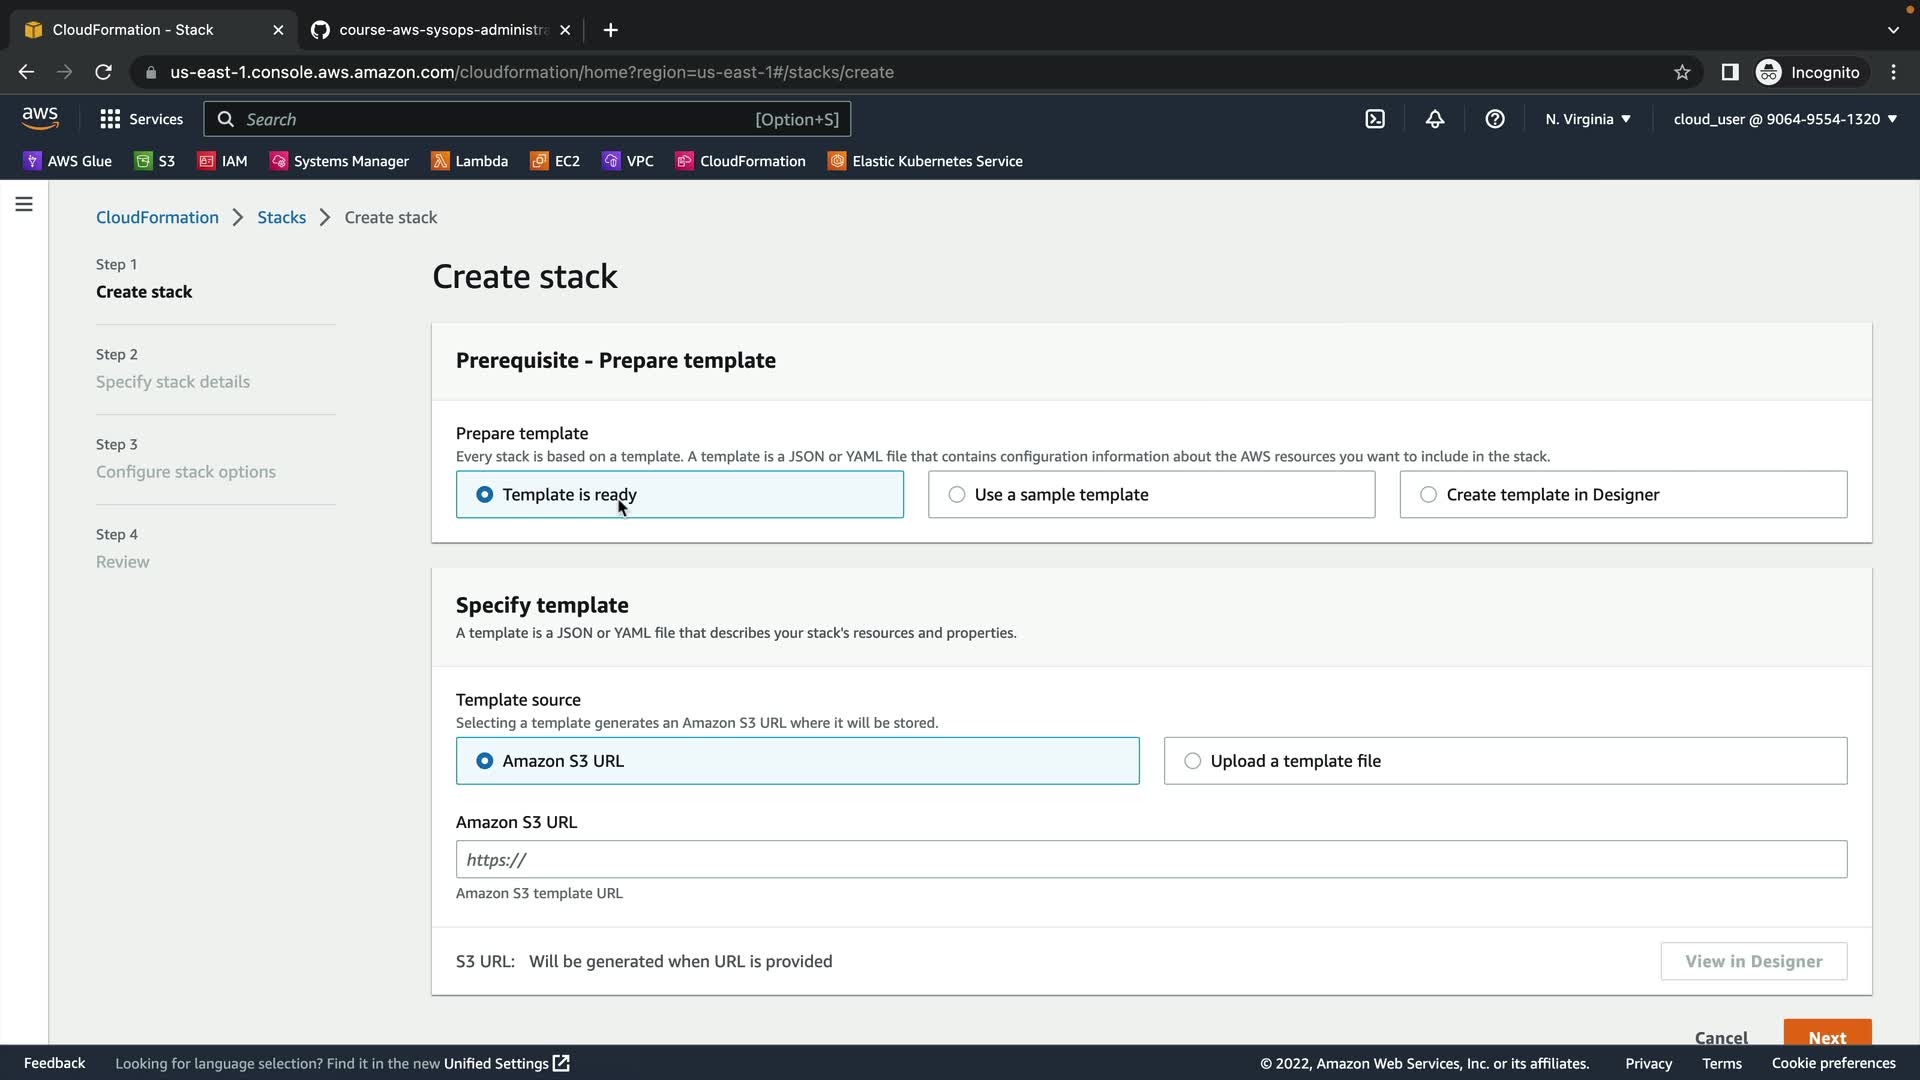 CloudFormation - Stack
course-aws-sysops-administra
us-east-1.console.aws.amazon.com/cloudformation/home?region=us-east-1#/stacks/create
Incognito
aws
Services
Search
[Option+S]
N. Virginia
cloud_user @ 9064-9554-1320
AWS Glue
S3
IAM
Systems Manager
Lambda
EC2
VPC
CloudFormation
Elastic Kubernetes Service
CloudFormation
Stacks
Create stack
Step 1
Create stack
Step 2
Specify stack details
Step 3
Configure stack options
Step 4
Review
Create stack
Prerequisite - Prepare template
Prepare template
Every stack is based on a template. A template is a JSON or YAML file that contains configuration information about the AWS resources you want to include in the stack.
Template is ready
Use a sample template
Create template in Designer
Specify template
A template is a JSON or YAML file that describes your stack's resources and properties.
Template source
Selecting a template generates an Amazon S3 URL where it will be stored.
Amazon S3 URL
Upload a template file
Amazon S3 URL
https://
Amazon S3 template URL
S3 URL: Will be generated when URL is provided
View in Designer
Cancel
Next
Feedback
Looking for language selection? Find it in the new Unified Settings
© 2022, Amazon Web Services, Inc. or its affiliates.
Privacy
Terms
Cookie preferences